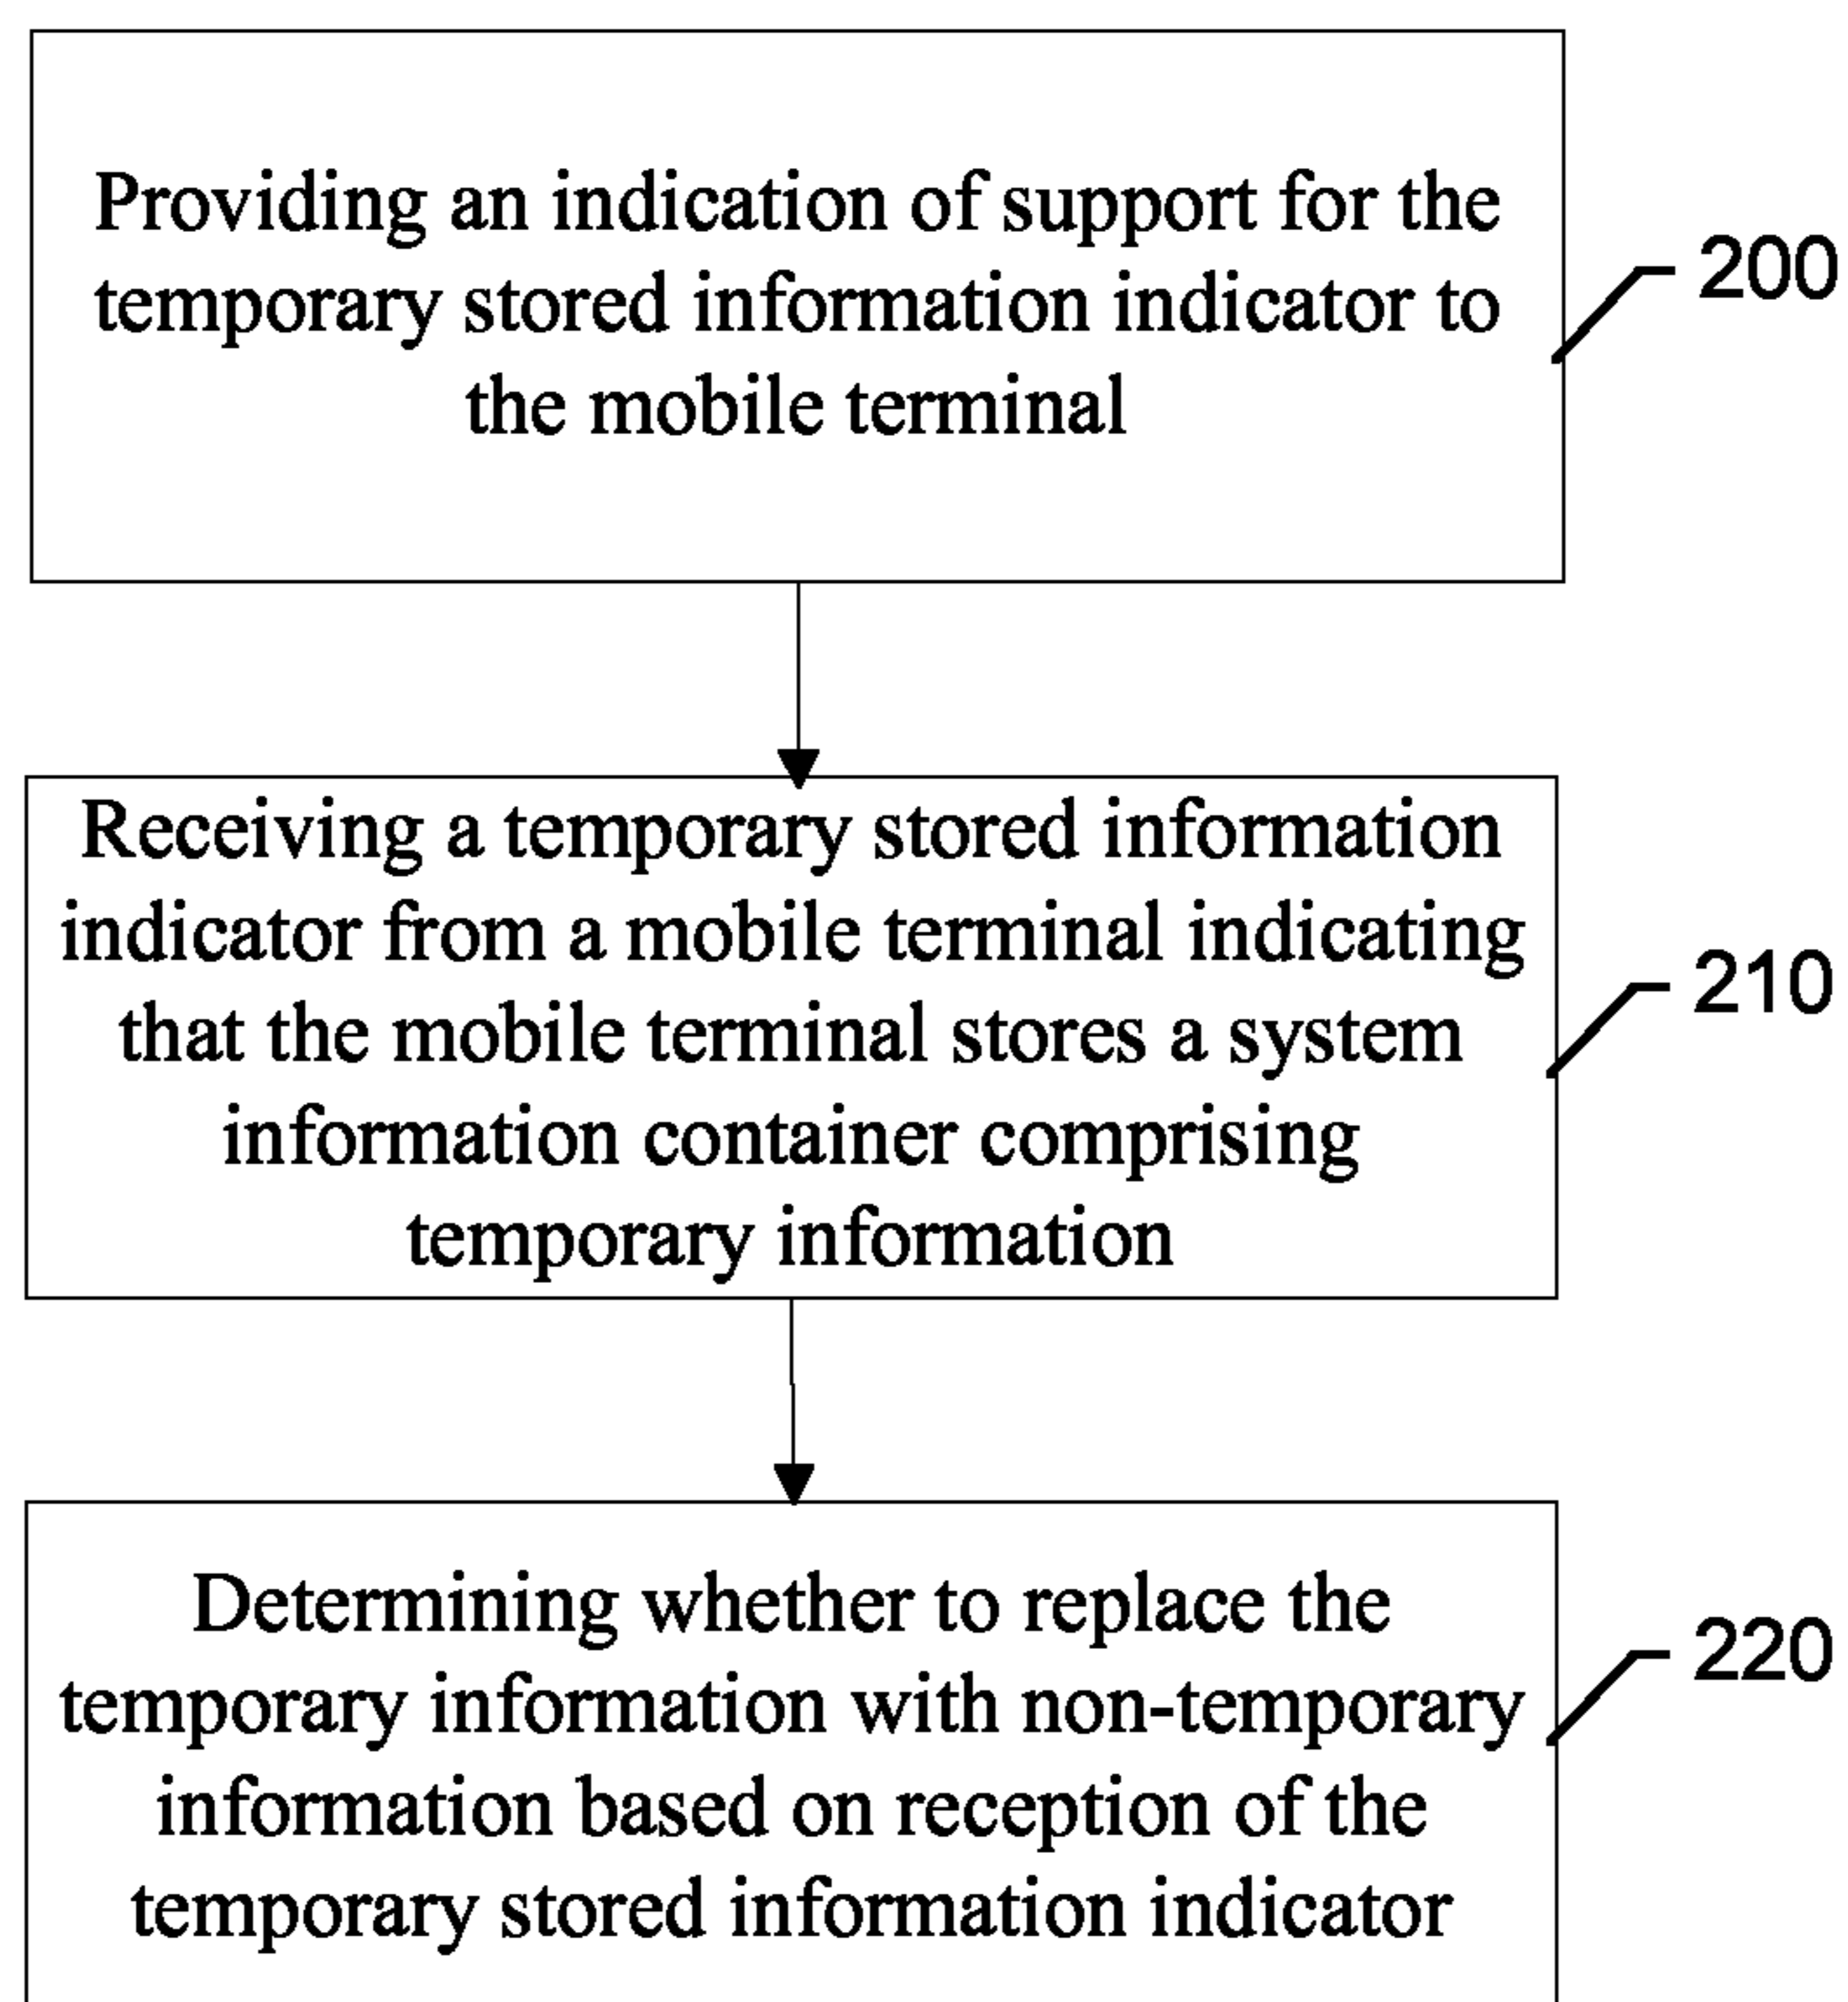 Providing an indication of support for the
temporary stored information indicator to
the mobile terminal
200
Receiving a temporary stored information
indicator from a mobile terminal indicating
that the mobile terminal stores a system
information container comprising
temporary information
210
Determining whether to replace the
temporary information with non-temporary
information based on reception of the
temporary stored information indicator
220